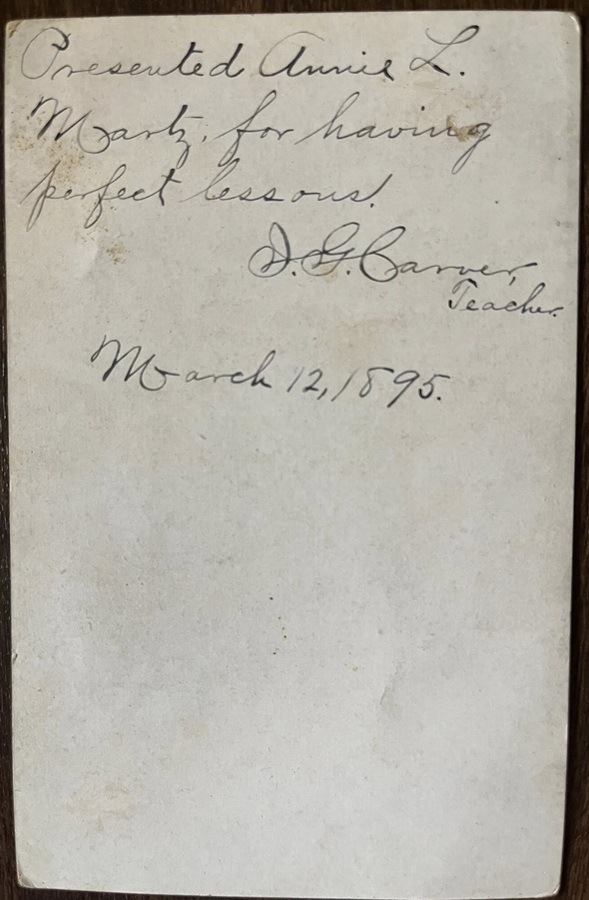 Presented Annie L.
Martz, for having
perfect lessons.
J. G. Carver,
Teacher.
March 12, 1895.